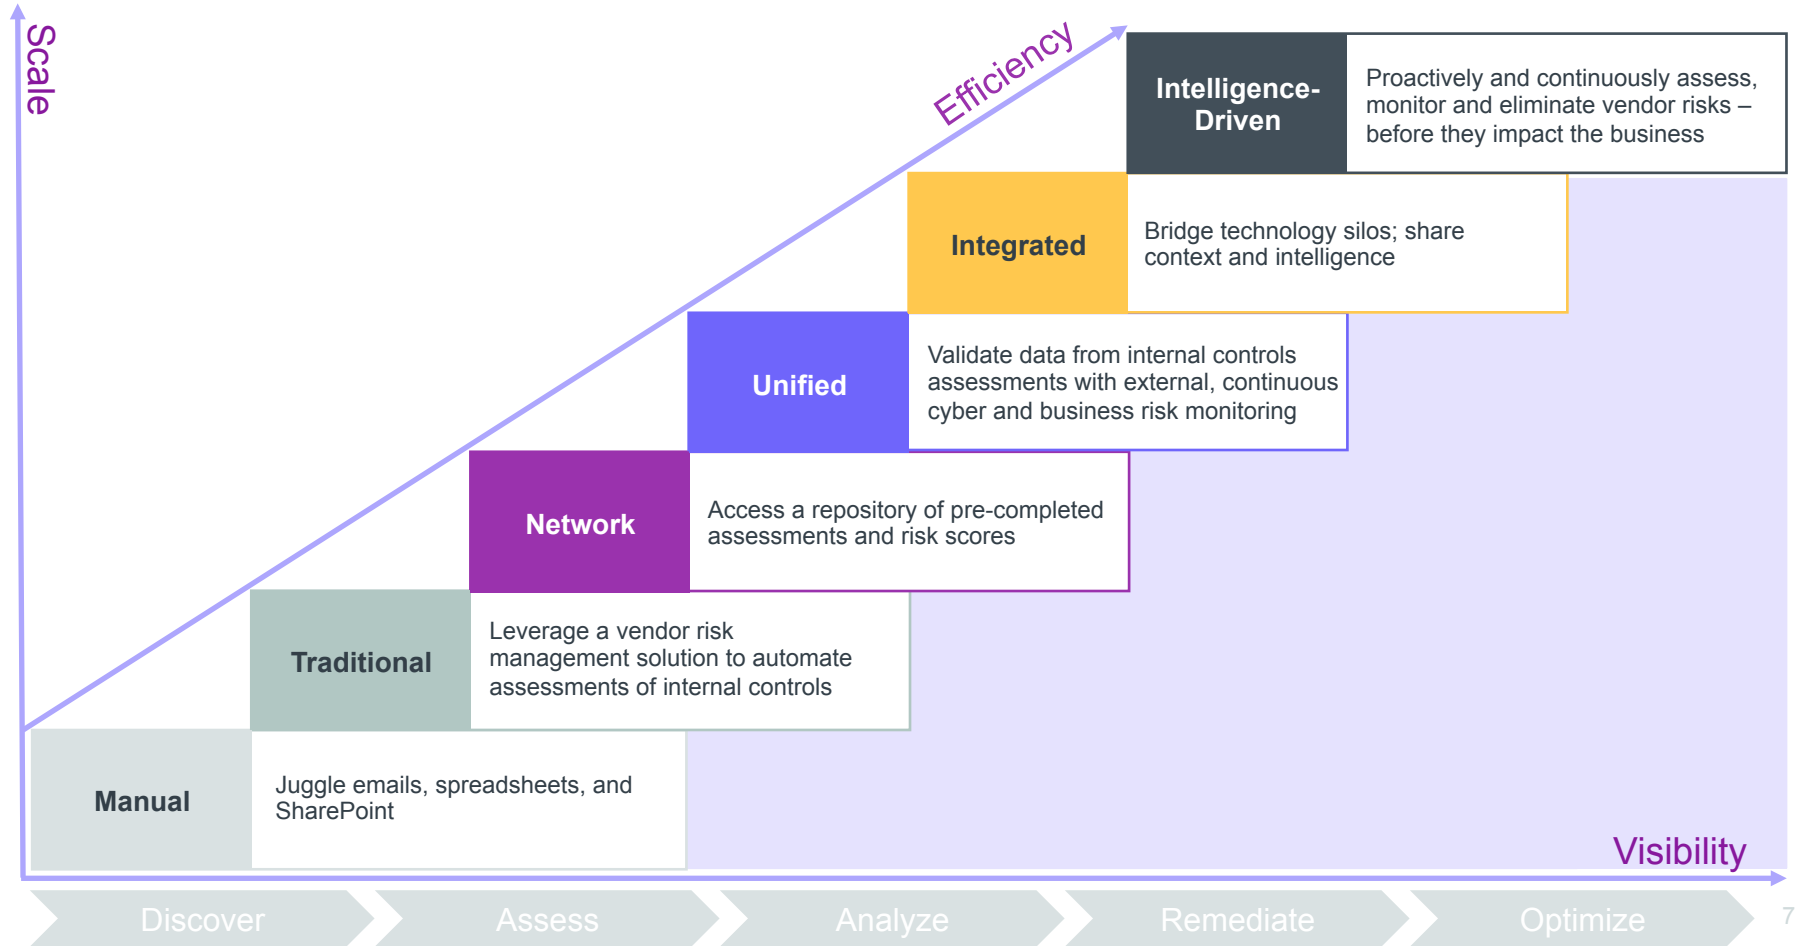 Scale
Efficiency
Intelligence-
Driven
Proactively and continuously assess,
monitor and eliminate vendor risks –
before they impact the business
Integrated
Bridge technology silos; share
context and intelligence
Unified
Validate data from internal controls
assessments with external, continuous
cyber and business risk monitoring
Network
Access a repository of pre-completed
assessments and risk scores
Traditional
Leverage a vendor risk
management solution to automate
assessments of internal controls
Manual
Juggle emails, spreadsheets, and
SharePoint
Visibility
Discover
Assess
Analyze
Remediate
Optimize
7